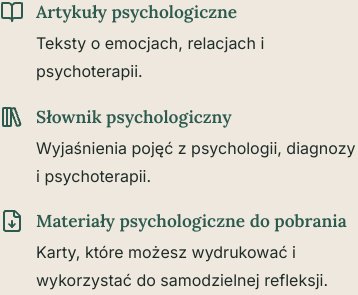 Artykuły psychologiczne
Teksty o emocjach, relacjach i
psychoterapii.
Słownik psychologiczny
Wyjaśnienia pojęć z psychologii, diagnozy
i psychoterapii.
Materiały psychologiczne do pobrania
Karty, które możesz wydrukować i
wykorzystać do samodzielnej refleksji.